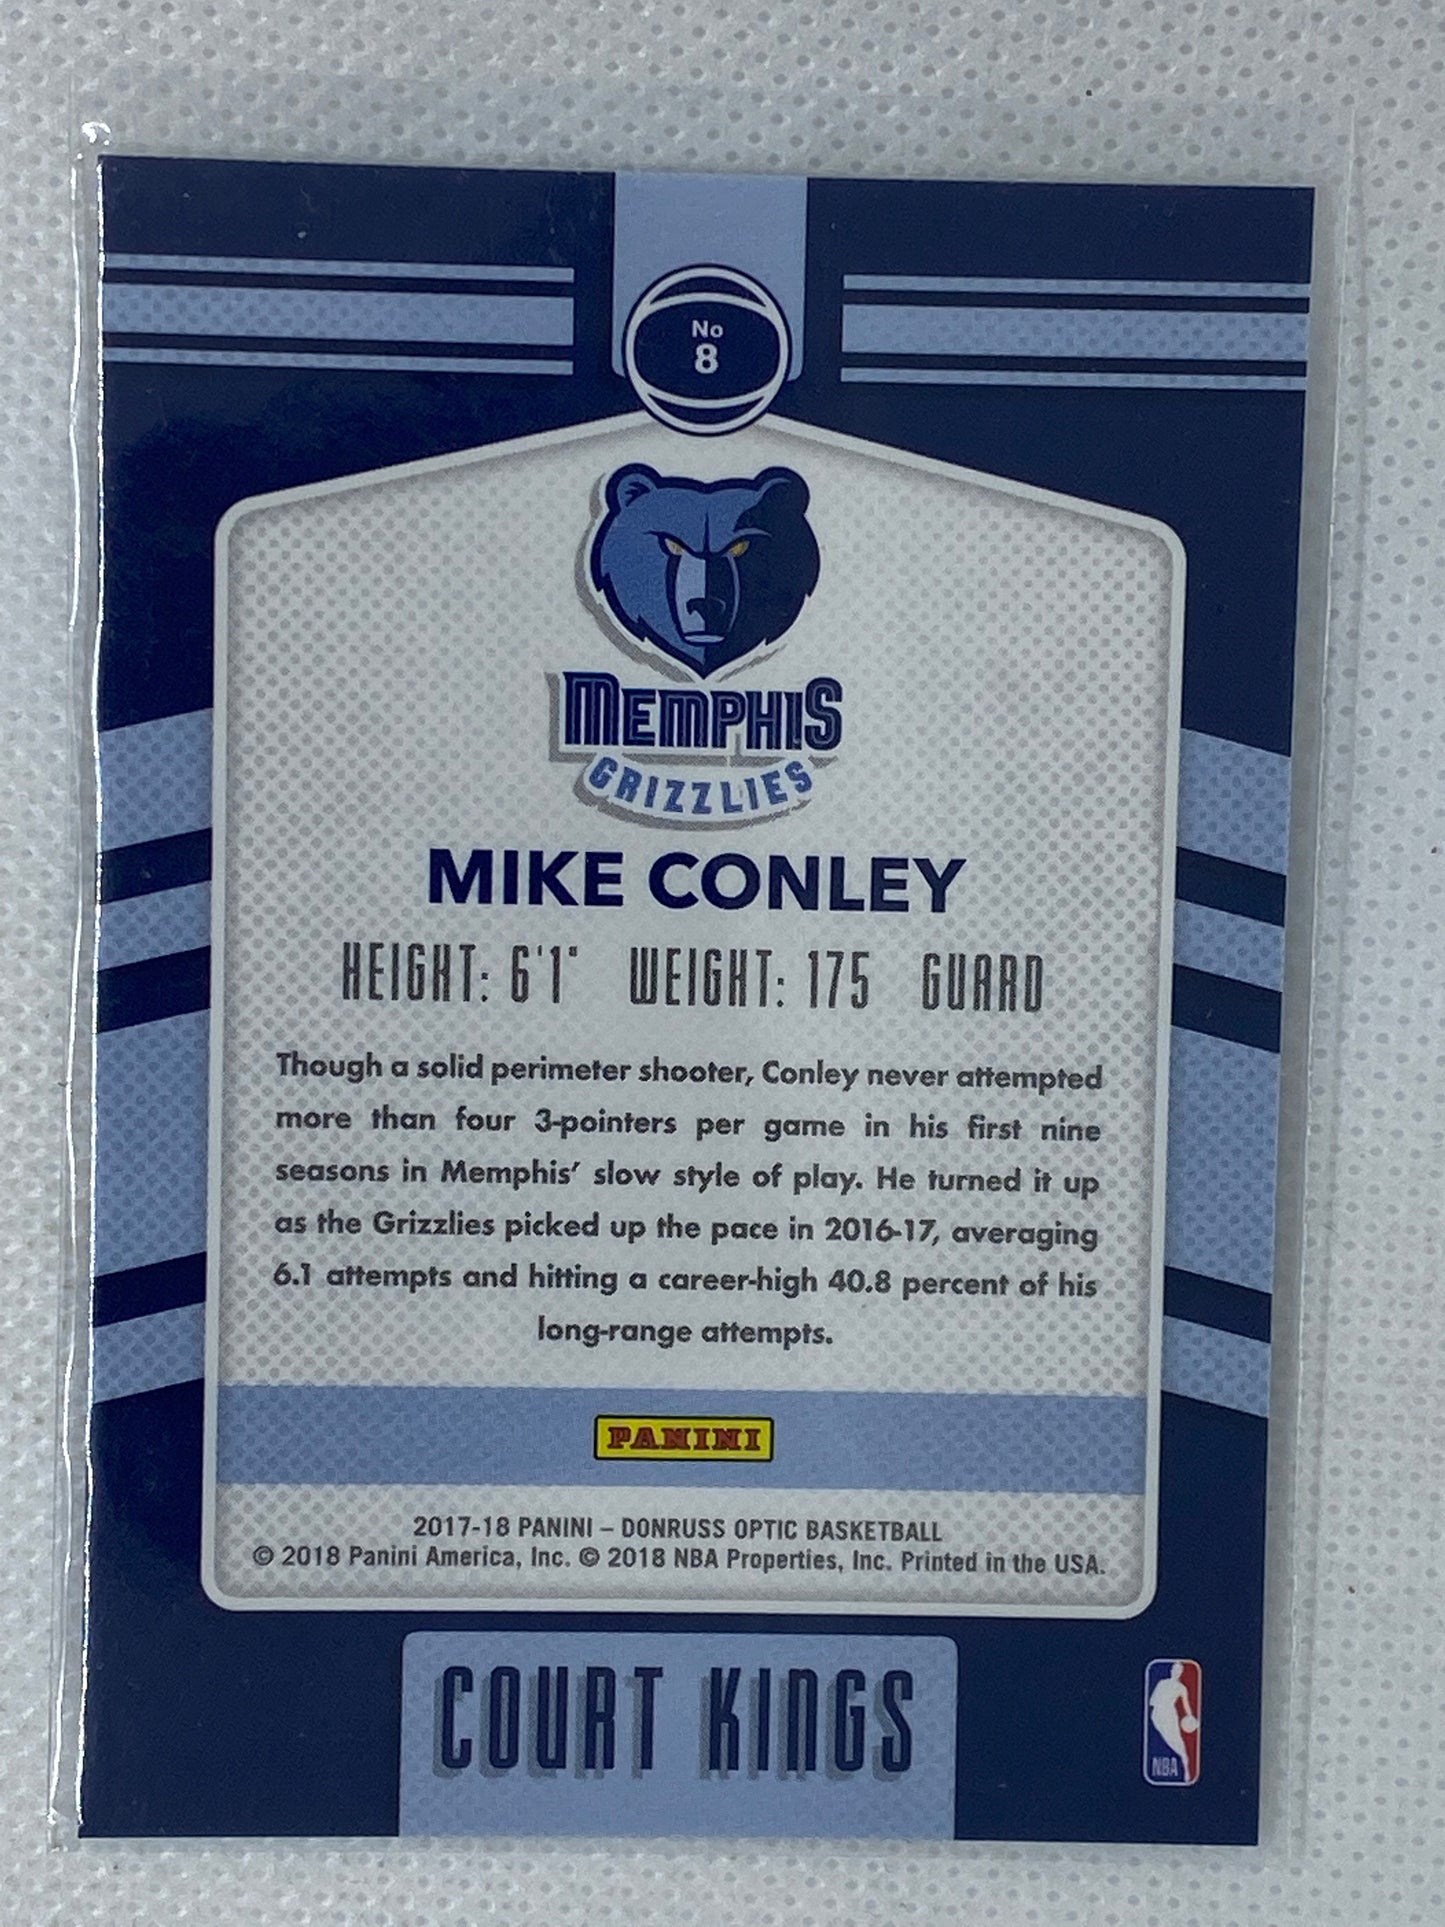 No
8
MEMPHIS
GRIZZLIES
MIKE CONLEY
HEIGHT: 6'1" WEIGHT: 175 GUARD
Though a solid perimeter shooter, Conley never attempted
more than four 3-pointers per game in his first nine
seasons in Memphis' slow style of play. He turned it up
as the Grizzlies picked up the pace in 2016-17, averaging
6.1 attempts and hitting a career-high 40.8 percent of his
long-range attempts.
PANINI
2017-18 PANINI – DONRUSS OPTIC BASKETBALL
© 2018 Panini America, Inc. © 2018 NBA Properties, Inc. Printed in the USA.
COURT KINGS
NBA